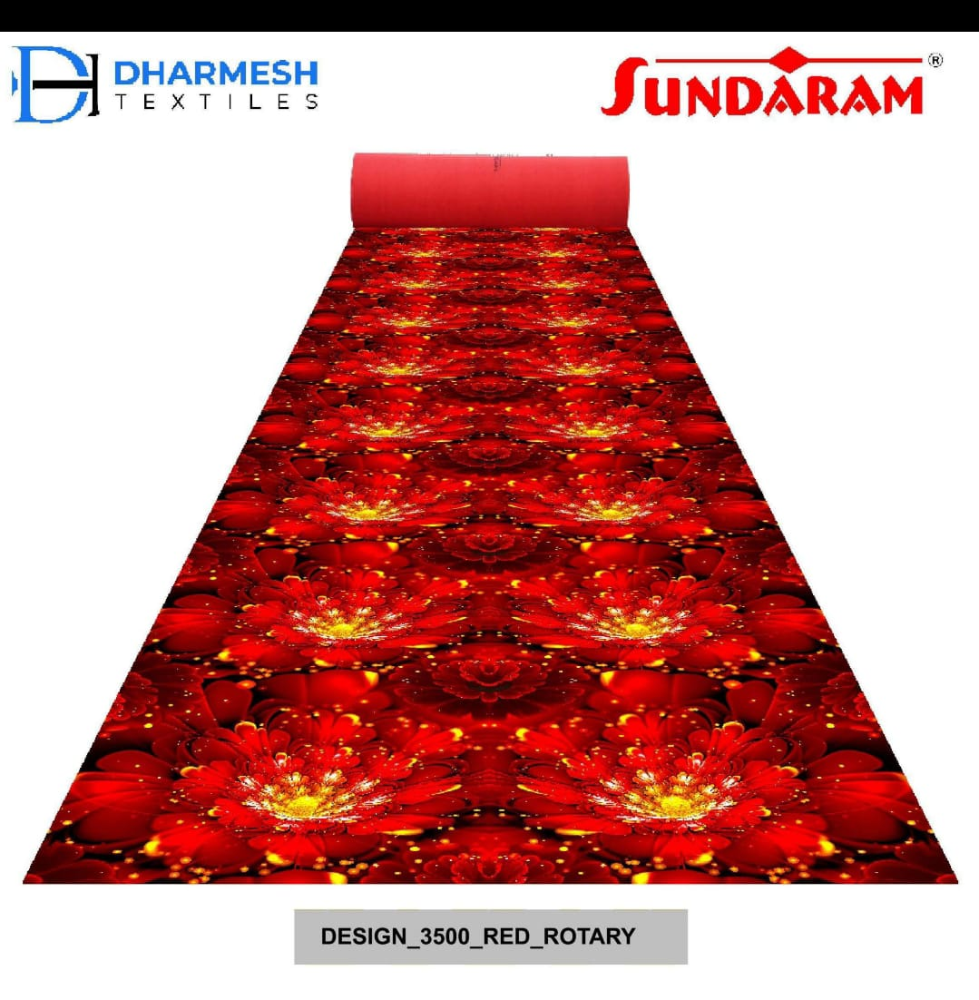 DHARMESH
TEXTILES
SUNDARAM ®
DESIGN_3500_RED_ROTARY